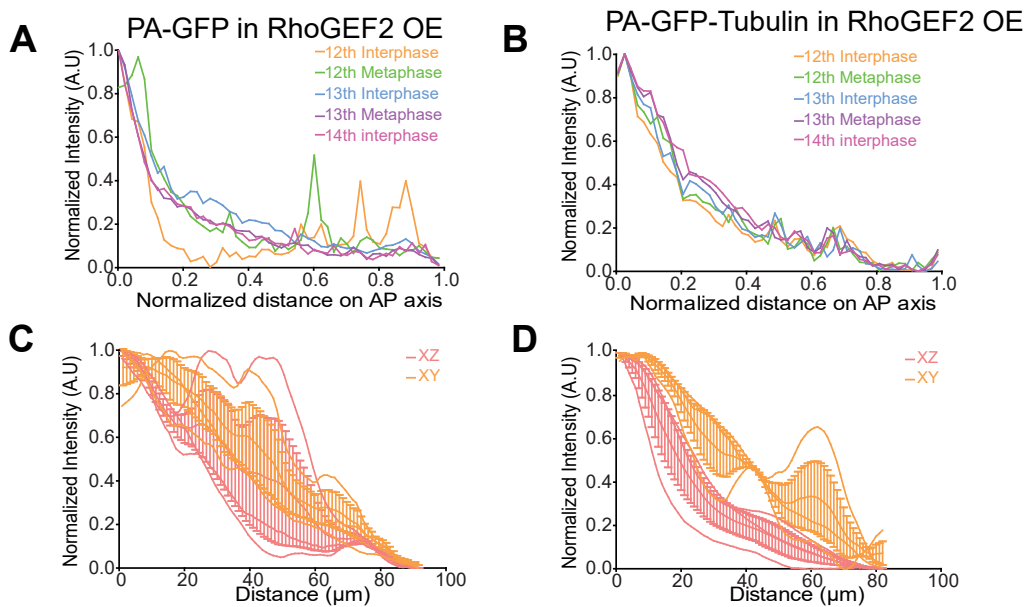 A
PA-GFP in RhoGEF2 OE
Normalized Intensity (A.U)
1.0
0.8
0.6
0.4
0.2
0.0
0.0 0.2 0.4 0.6 0.8 1.0
Normalized distance on AP axis
12th Interphase
12th Metaphase
13th Interphase
13th Metaphase
14th interphase
B
PA-GFP-Tubulin in RhoGEF2 OE
Normalized Intensity (A.U)
1.0
0.8
0.6
0.4
0.2
0.0
0.0 0.2 0.4 0.6 0.8 1.0
Normalized distance on AP axis
12th Interphase
12th Metaphase
13th Interphase
13th Metaphase
14th interphase
C
Normalized Intensity (A.U)
1.0
0.8
0.6
0.4
0.2
0.0
0 20 40 60 80 100
Distance (µm)
XZ
XY
D
Normalized Intensity (A.U)
1.0
0.8
0.6
0.4
0.2
0.0
0 20 40 60 80 100
Distance (µm)
XZ
XY